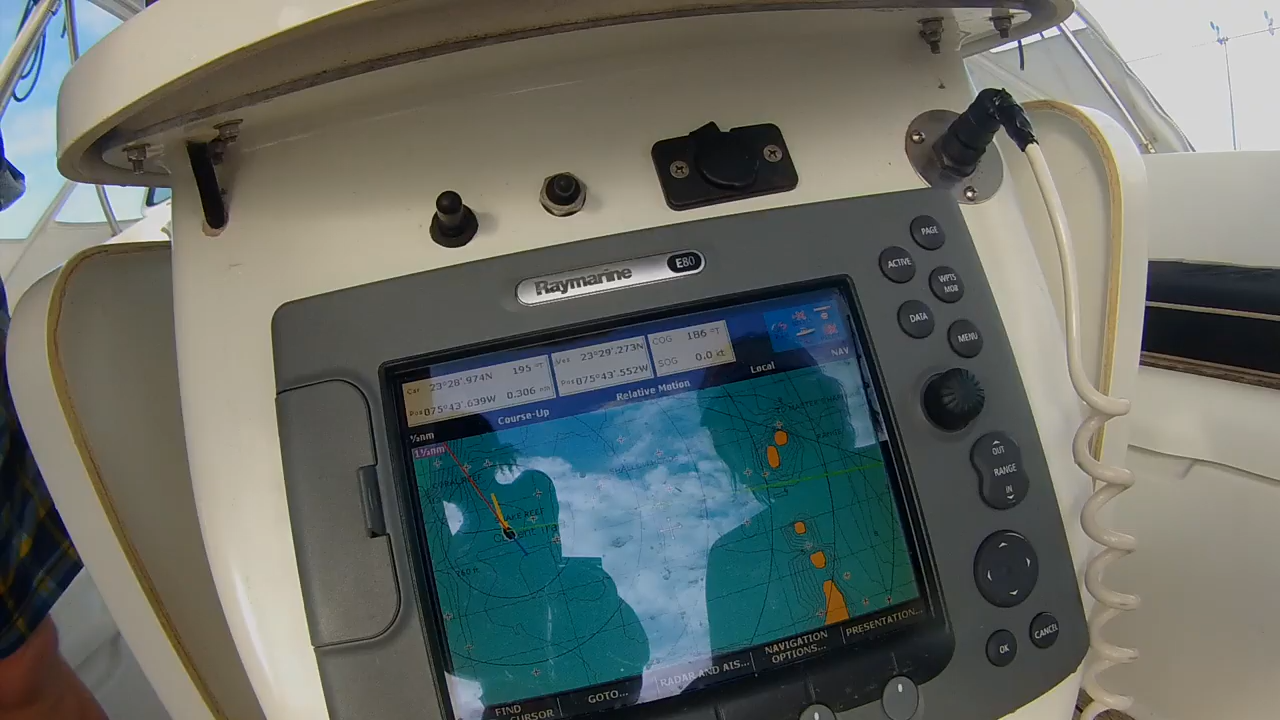 Raymarine E80
PAGE
ACTIVE
WPTS
MOB
DATA
MENU
OUT
RANGE
IN
OK
CANCEL
23°28.974N 195°FT
Pos 075°43.639W 0.306 nm
Ves 23°29.273N
Pos 075°43.552W
COG 186°T
SOG 0.0 kt
Course-Up
Relative Motion
Local
NAV
½nm
1½nm
FIND
CURSOR
GOTO...
RADAR AND AIS...
NAVIGATION
OPTIONS...
PRESENTATION...